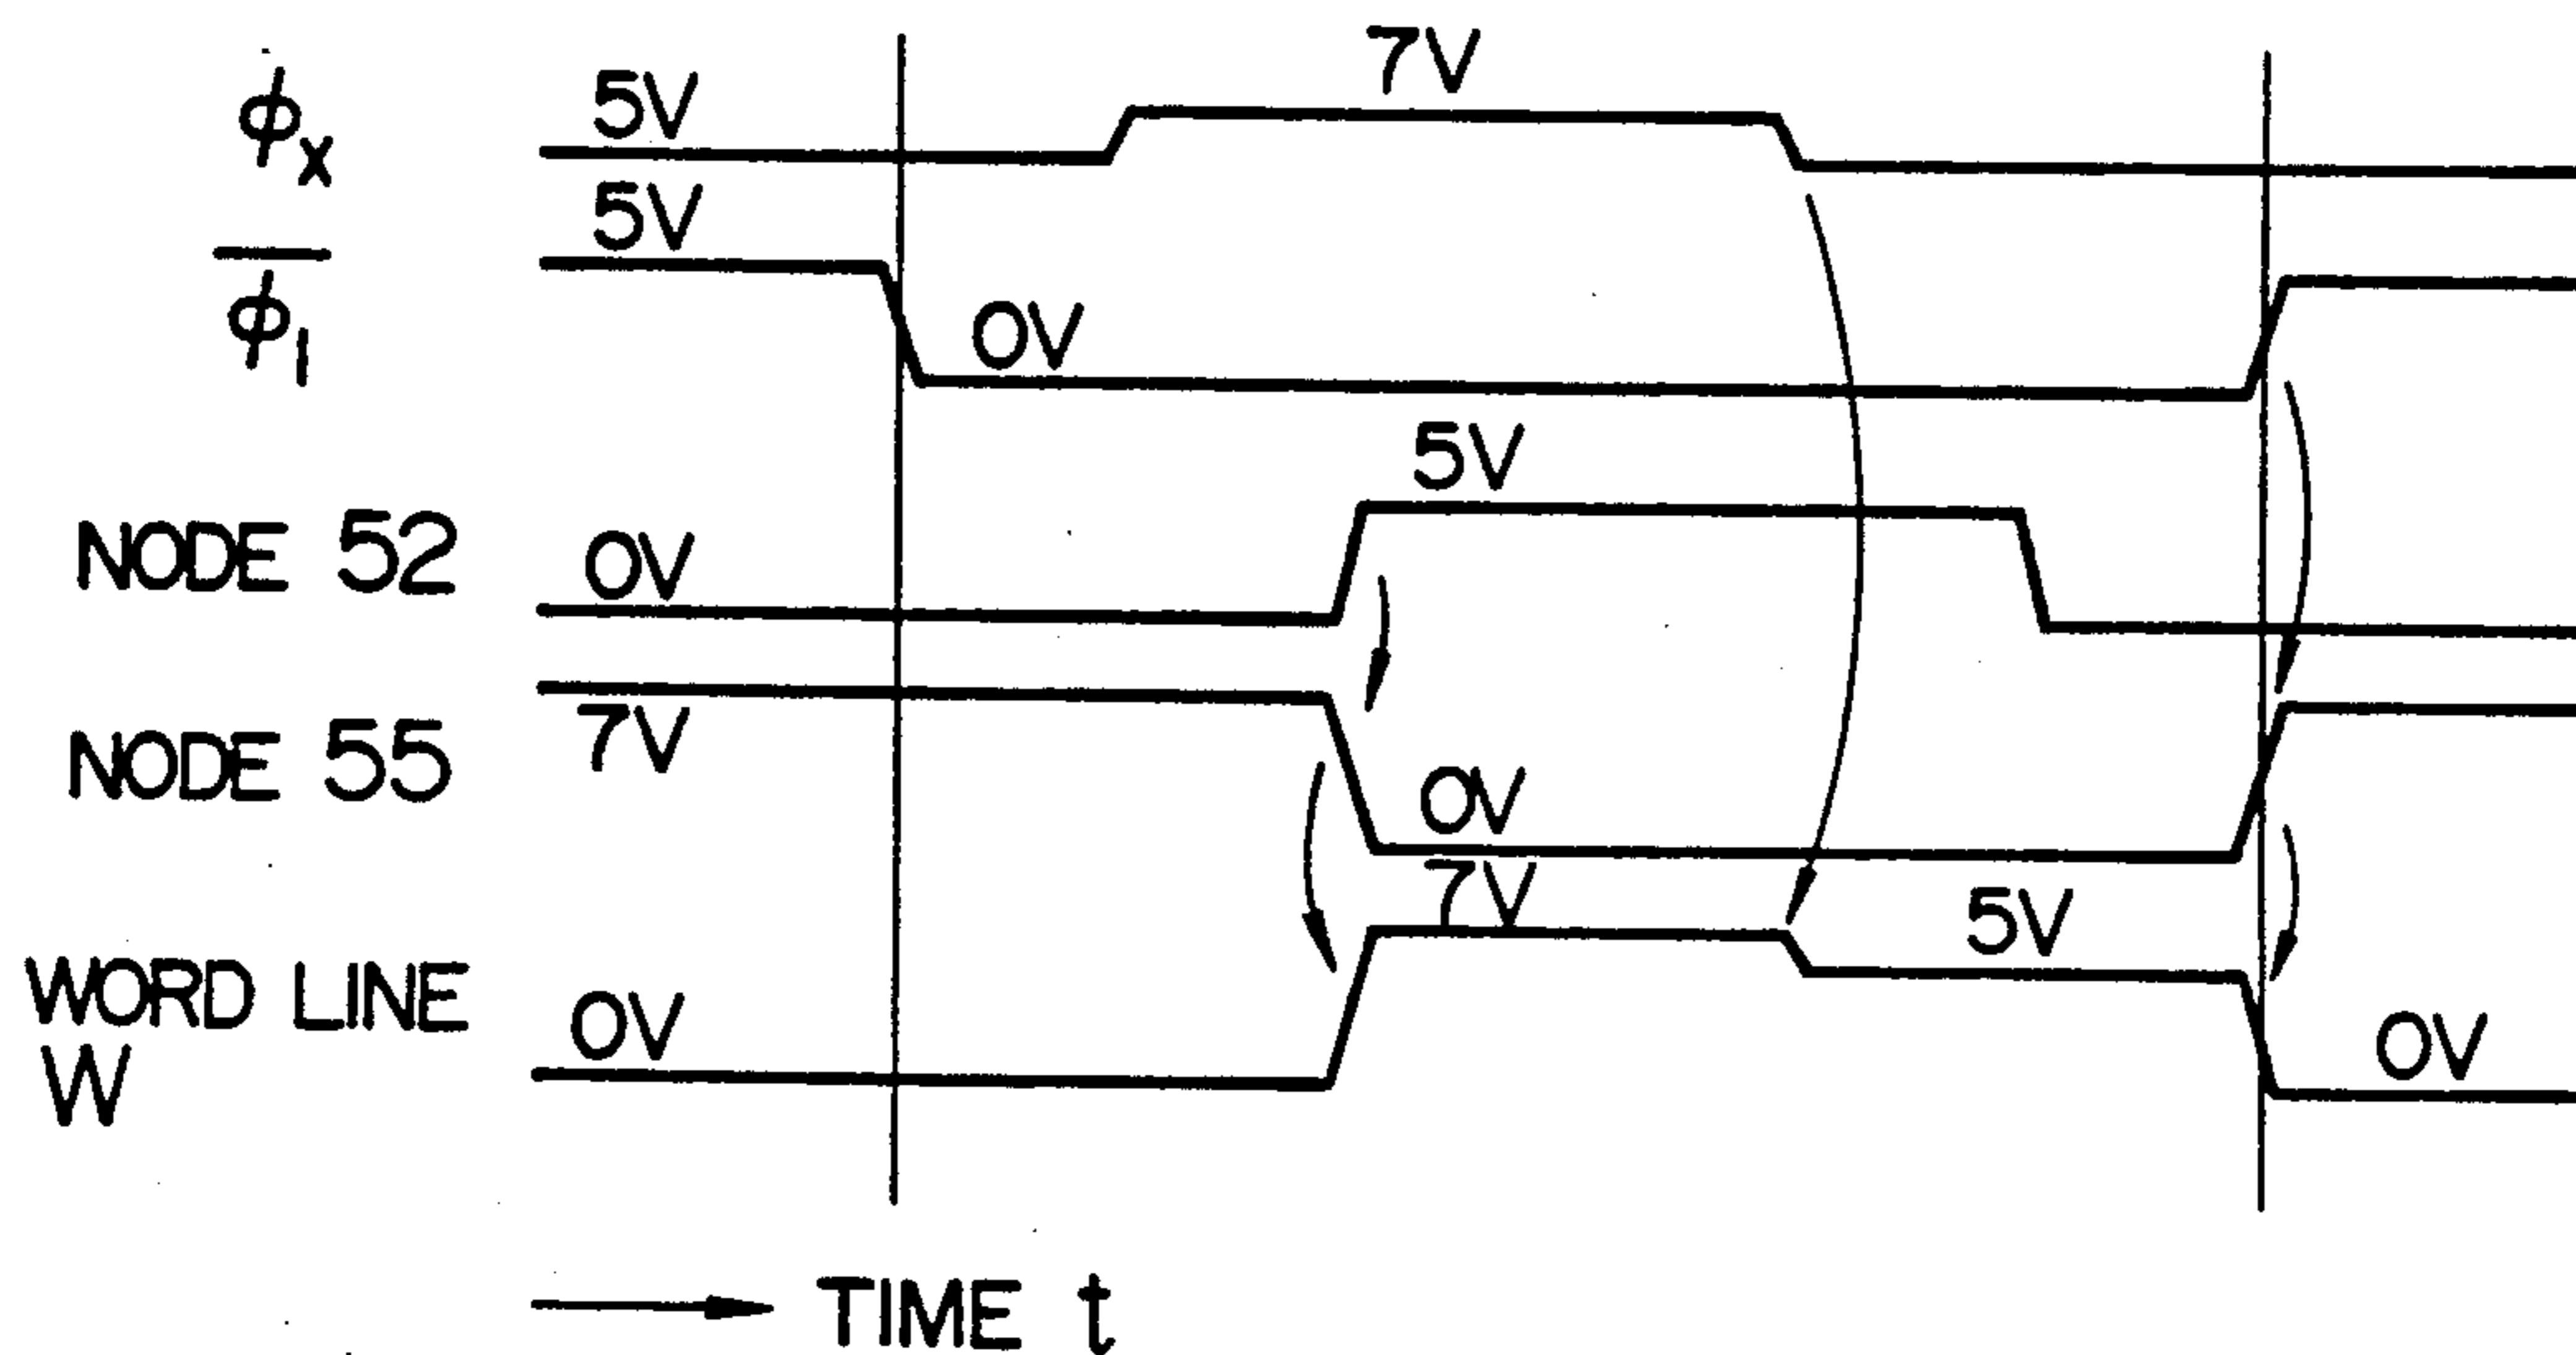 7V
ϕX 5V
5V
ϕ̅1 0V
5V
NODE 52 0V
NODE 55 7V
0V
7V
5V
WORD LINE
W 0V
0V
TIME t